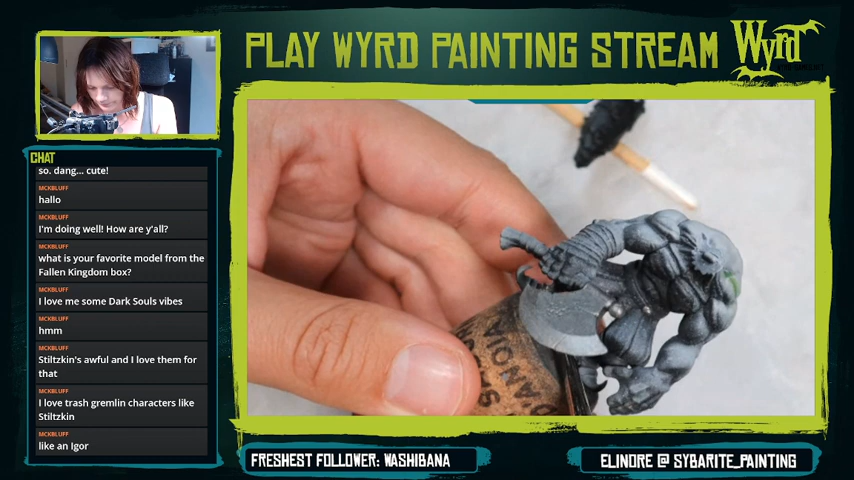 PLAY WYRD PAINTING STREAM
Wyrd
CHAT
so. dang... cute!
MCKBLUFF
hallo
MCKBLUFF
I'm doing well! How are y'all?
MCKBLUFF
what is your favorite model from the
Fallen Kingdom box?
MCKBLUFF
I love me some Dark Souls vibes
MCKBLUFF
hmm
MCKBLUFF
Stiltzkin's awful and I love them for
that
MCKBLUFF
I love trash gremlin characters like
Stiltzkin
MCKBLUFF
like an Igor
FRESHEST FOLLOWER: WASHIBANA
ELINORE @ SYBARITE_PAINTING